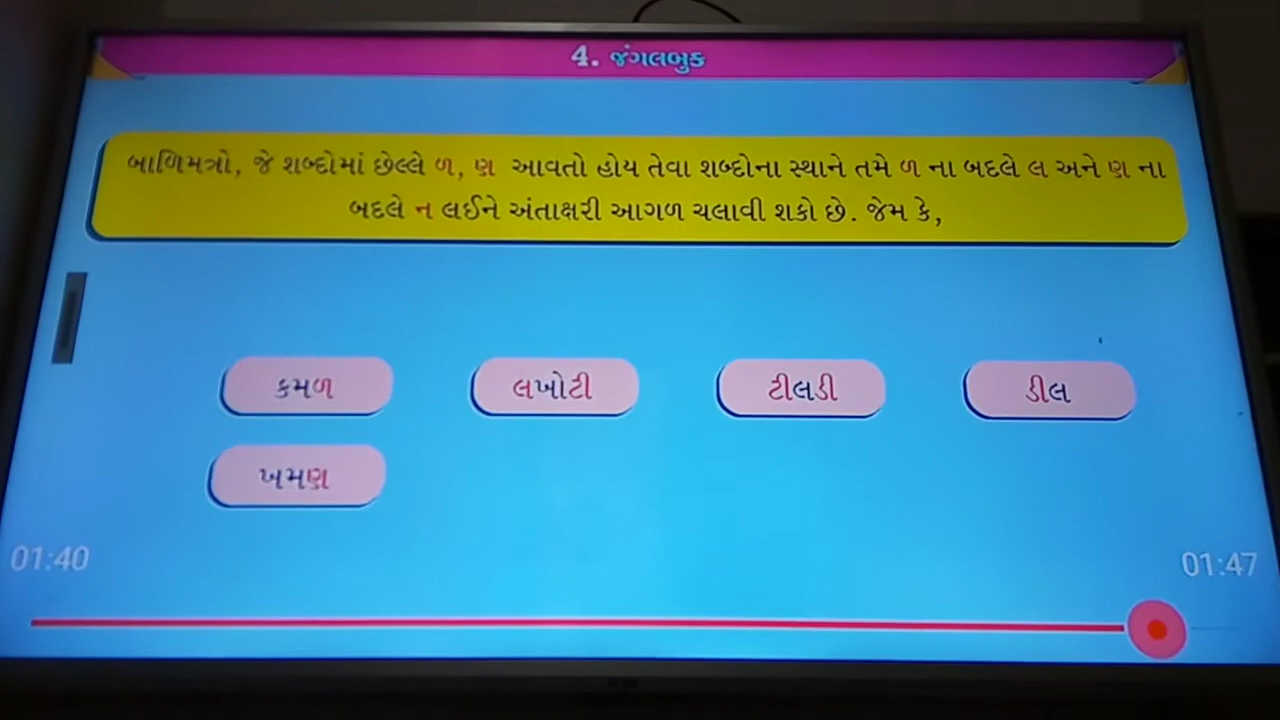 4. જંગલબુક
બાળમિત્રો, જે શબ્દોમાં છેલ્લે ળ, ણ આવતો હોય તેવા શબ્દોના સ્થાને તમે ળ ના બદલે લ અને ણ ના
બદલે ન લઈને અંતાક્ષરી આગળ ચલાવી શકો છે. જેમ કે,
કમળ લખોટી ટીલડી ડીલ
ખમણ
01:40 01:47